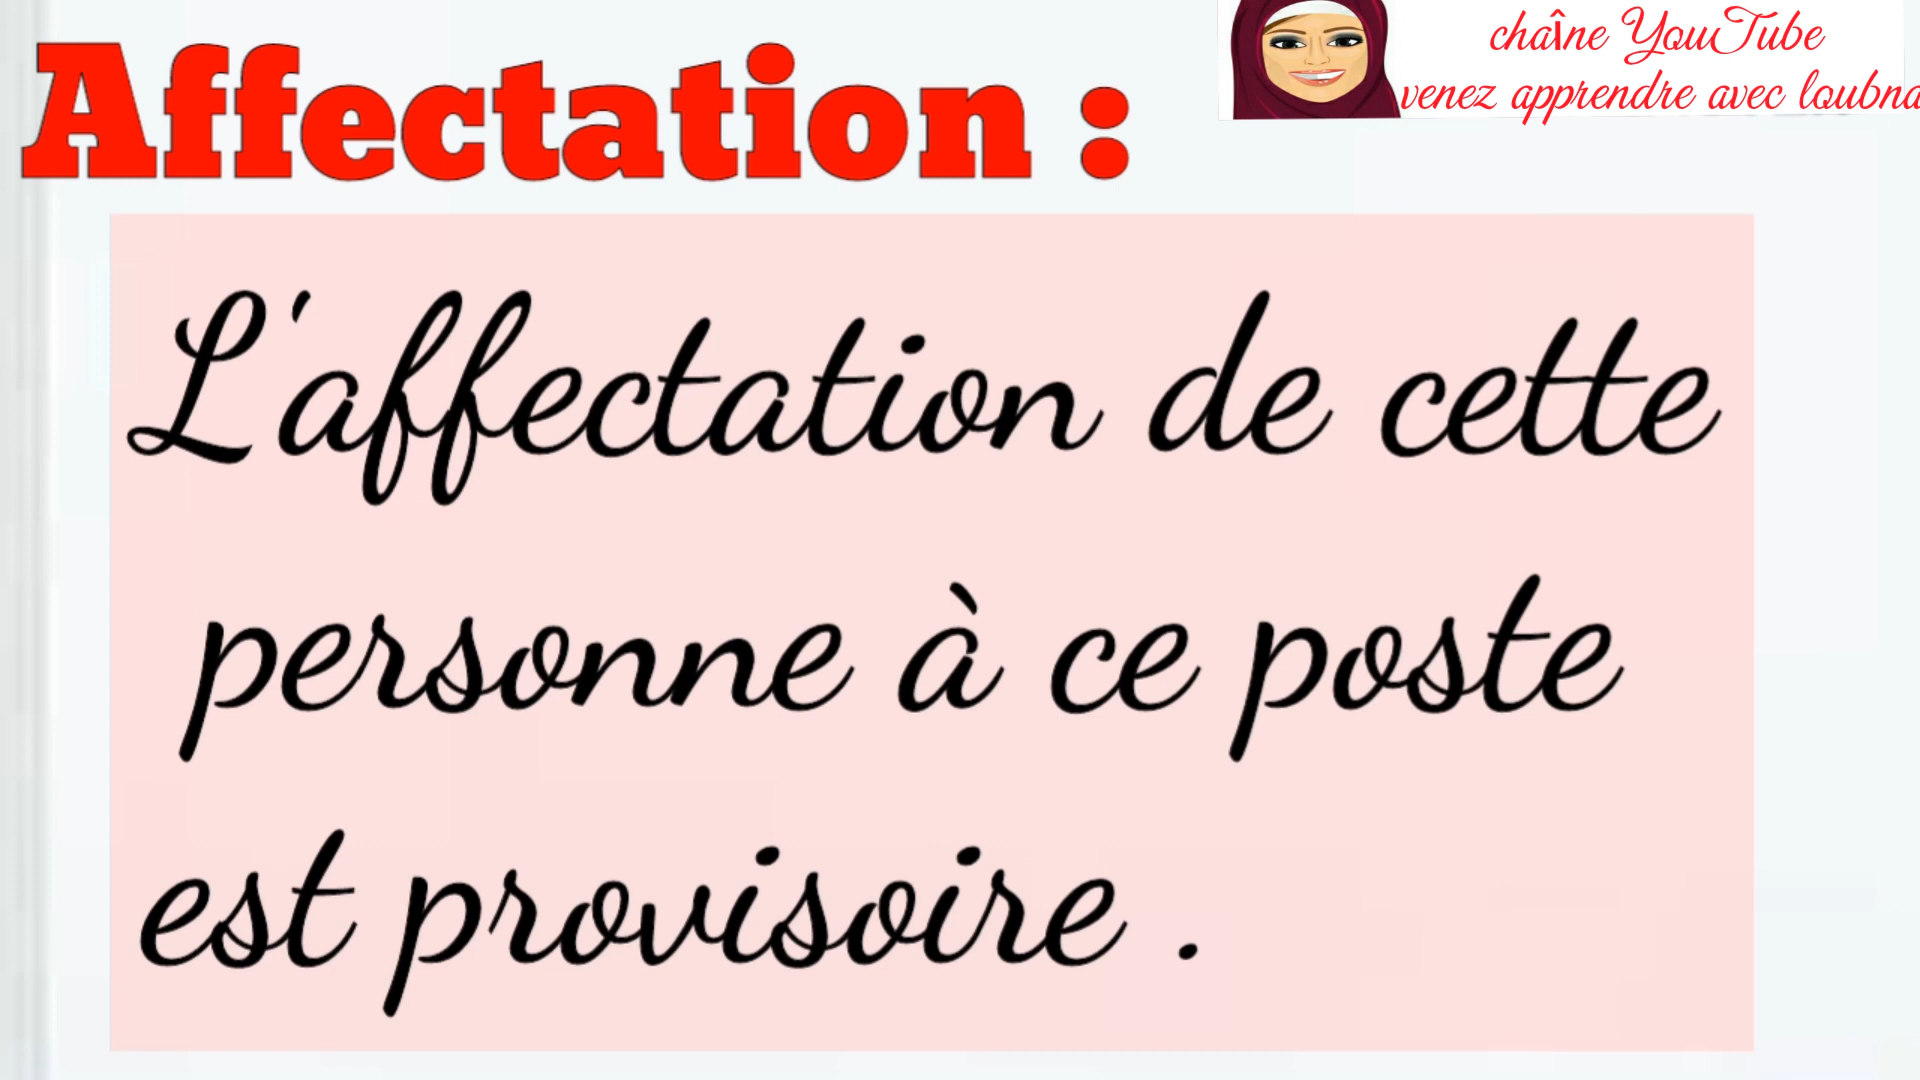 Affectation :
chaîne YouTube
venez apprendre avec loubna
L'affectation de cette
personne à ce poste
est provisoire .